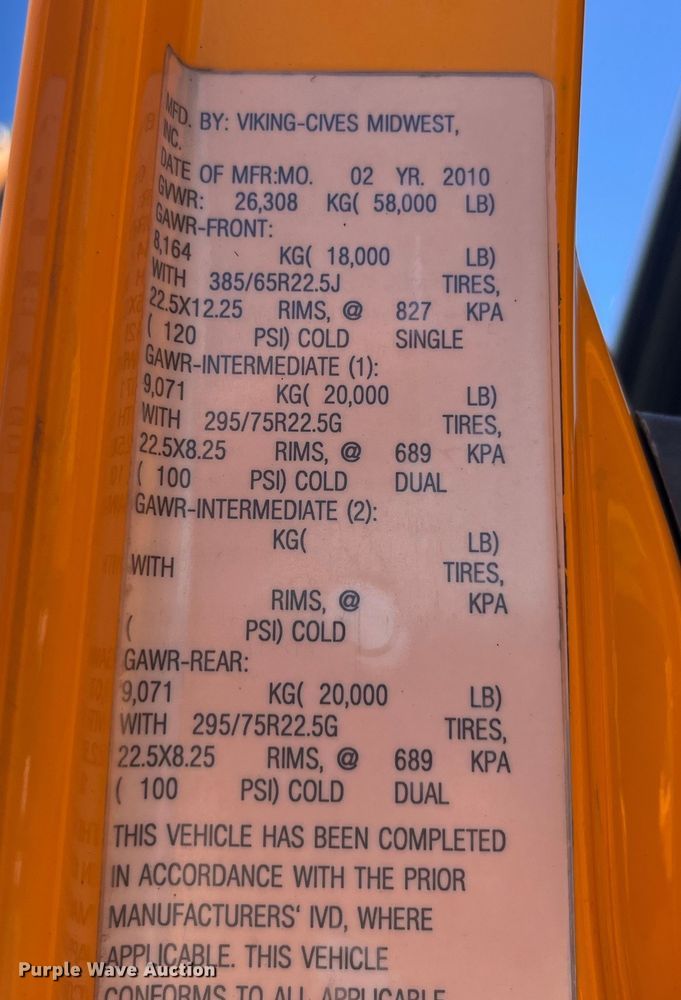 MFD. BY: VIKING-CIVES MIDWEST,
INC.
DATE OF MFR:MO. 02 YR. 2010
GVWR: 26,308 KG( 58,000 LB)
GAWR-FRONT:
8,164 KG( 18,000 LB)
WITH 385/65R22.5J TIRES,
22.5X12.25 RIMS, @ 827 KPA
( 120 PSI) COLD SINGLE
GAWR-INTERMEDIATE (1):
9,071 KG( 20,000 LB)
WITH 295/75R22.5G TIRES,
22.5X8.25 RIMS, @ 689 KPA
( 100 PSI) COLD DUAL
GAWR-INTERMEDIATE (2):
KG( LB)
WITH TIRES,
RIMS, @ KPA
( PSI) COLD
GAWR-REAR:
9,071 KG( 20,000 LB)
WITH 295/75R22.5G TIRES,
22.5X8.25 RIMS, @ 689 KPA
( 100 PSI) COLD DUAL
THIS VEHICLE HAS BEEN COMPLETED
IN ACCORDANCE WITH THE PRIOR
MANUFACTURERS' IVD, WHERE
APPLICABLE. THIS VEHICLE
CONFORMS TO ALL APPLICABLE
Purple Wave Auction